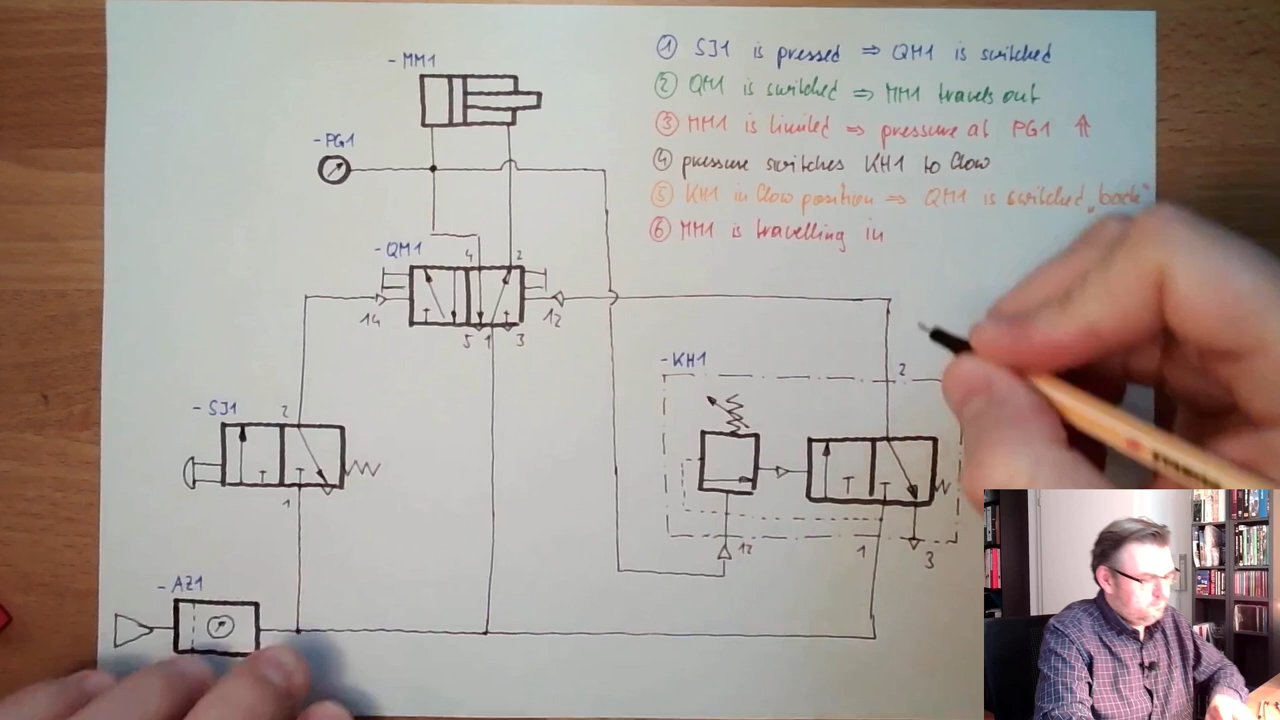 ① SJ1 is pressed ⇒ QM1 is switched
② QM1 is switched ⇒ MM1 travels out
③ MM1 is limited ⇒ pressure at PG1 ⇑
④ pressure switches KH1 to flow
⑤ KH1 in flow position ⇒ QM1 is switched „back"
⑥ MM1 is travelling in
-MM1
-PG1
-QM1
4 2
14 12
5 1 3
-KH1
2
-SJ1 2
1
12 1 3
-AZ1